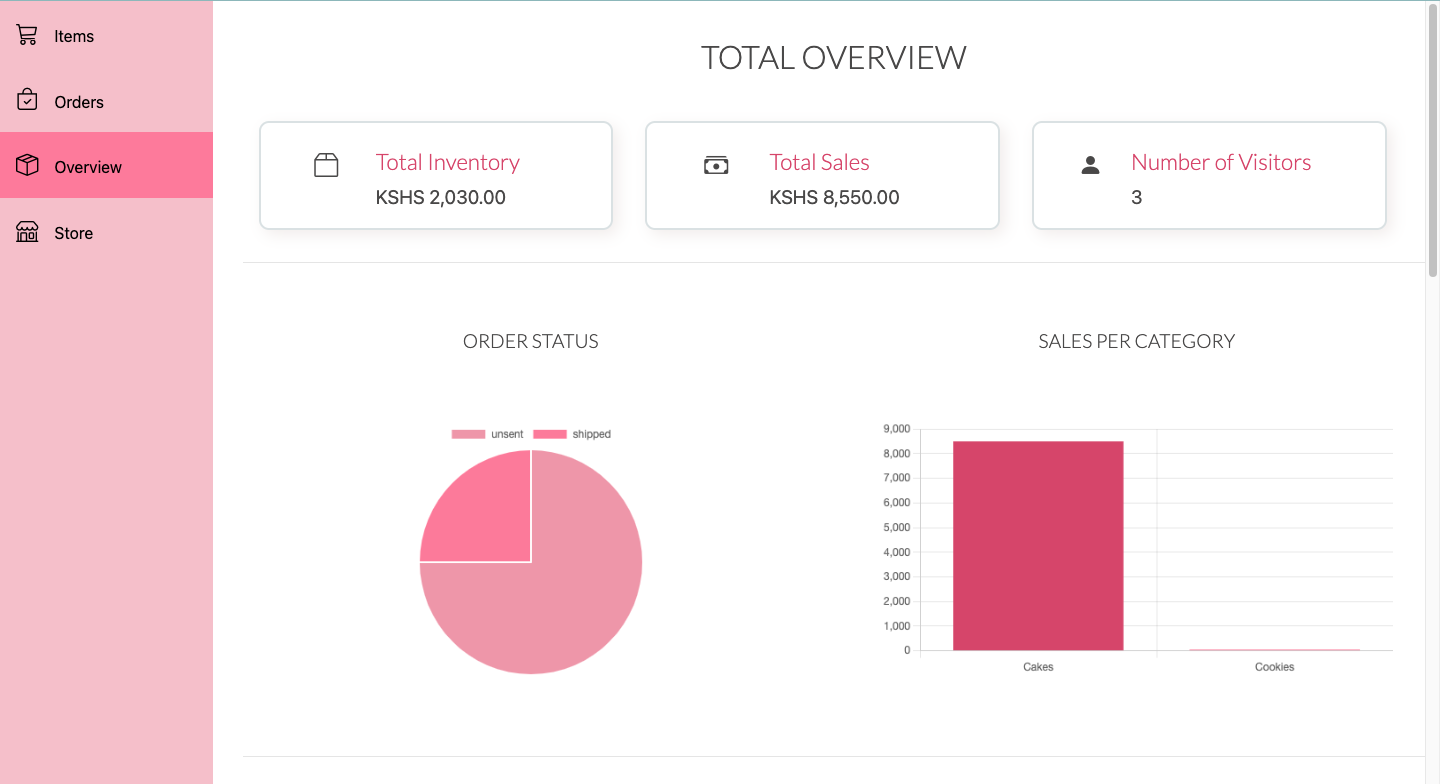 Items
Orders
Overview
Store
TOTAL OVERVIEW
Total Inventory
KSHS 2,030.00
Total Sales
KSHS 8,550.00
Number of Visitors
3
ORDER STATUS
unsent shipped
SALES PER CATEGORY
9,000
8,000
7,000
6,000
5,000
4,000
3,000
2,000
1,000
0
Cakes Cookies